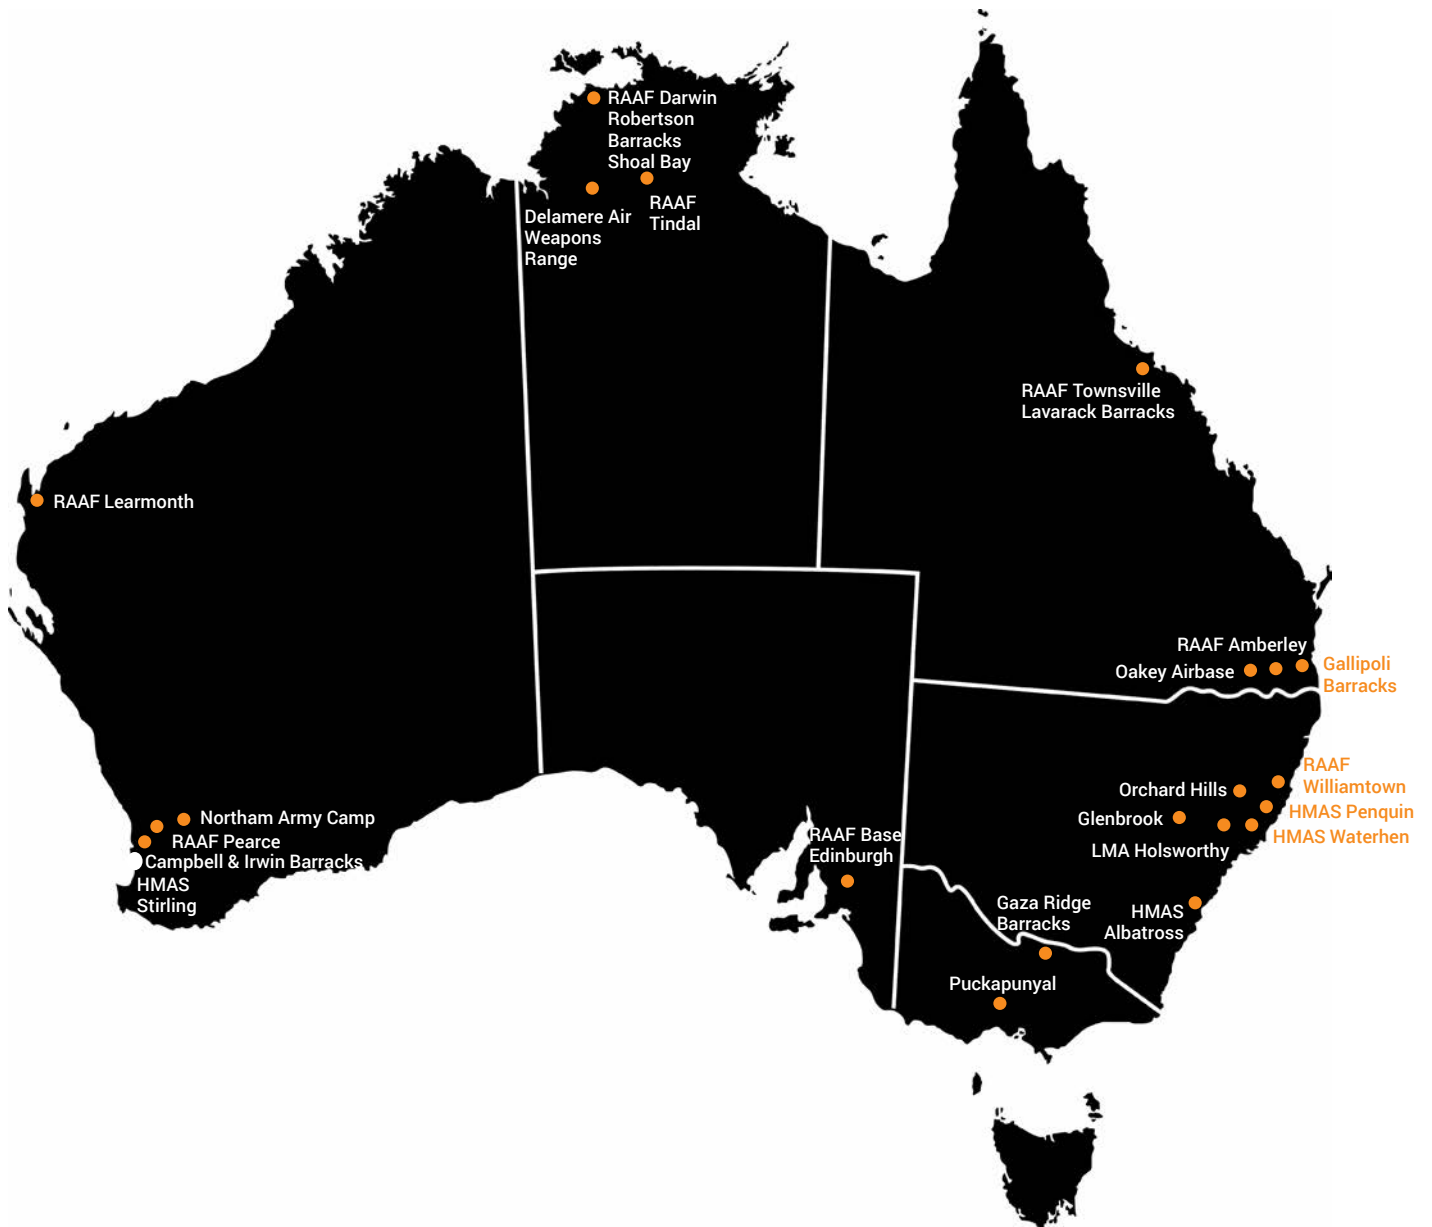 RAAF Darwin
Robertson
Barracks
Shoal Bay
RAAF
Tindal
Delamere Air
Weapons
Range
RAAF Townsville
Lavarack Barracks
RAAF Learmonth
RAAF Amberley
Oakey Airbase
Gallipoli
Barracks
RAAF
Williamtown
Orchard Hills
HMAS Penquin
Glenbrook
HMAS Waterhen
LMA Holsworthy
Northam Army Camp
RAAF Pearce
Campbell & Irwin Barracks
HMAS
Stirling
RAAF Base
Edinburgh
Gaza Ridge
Barracks
HMAS
Albatross
Puckapunyal